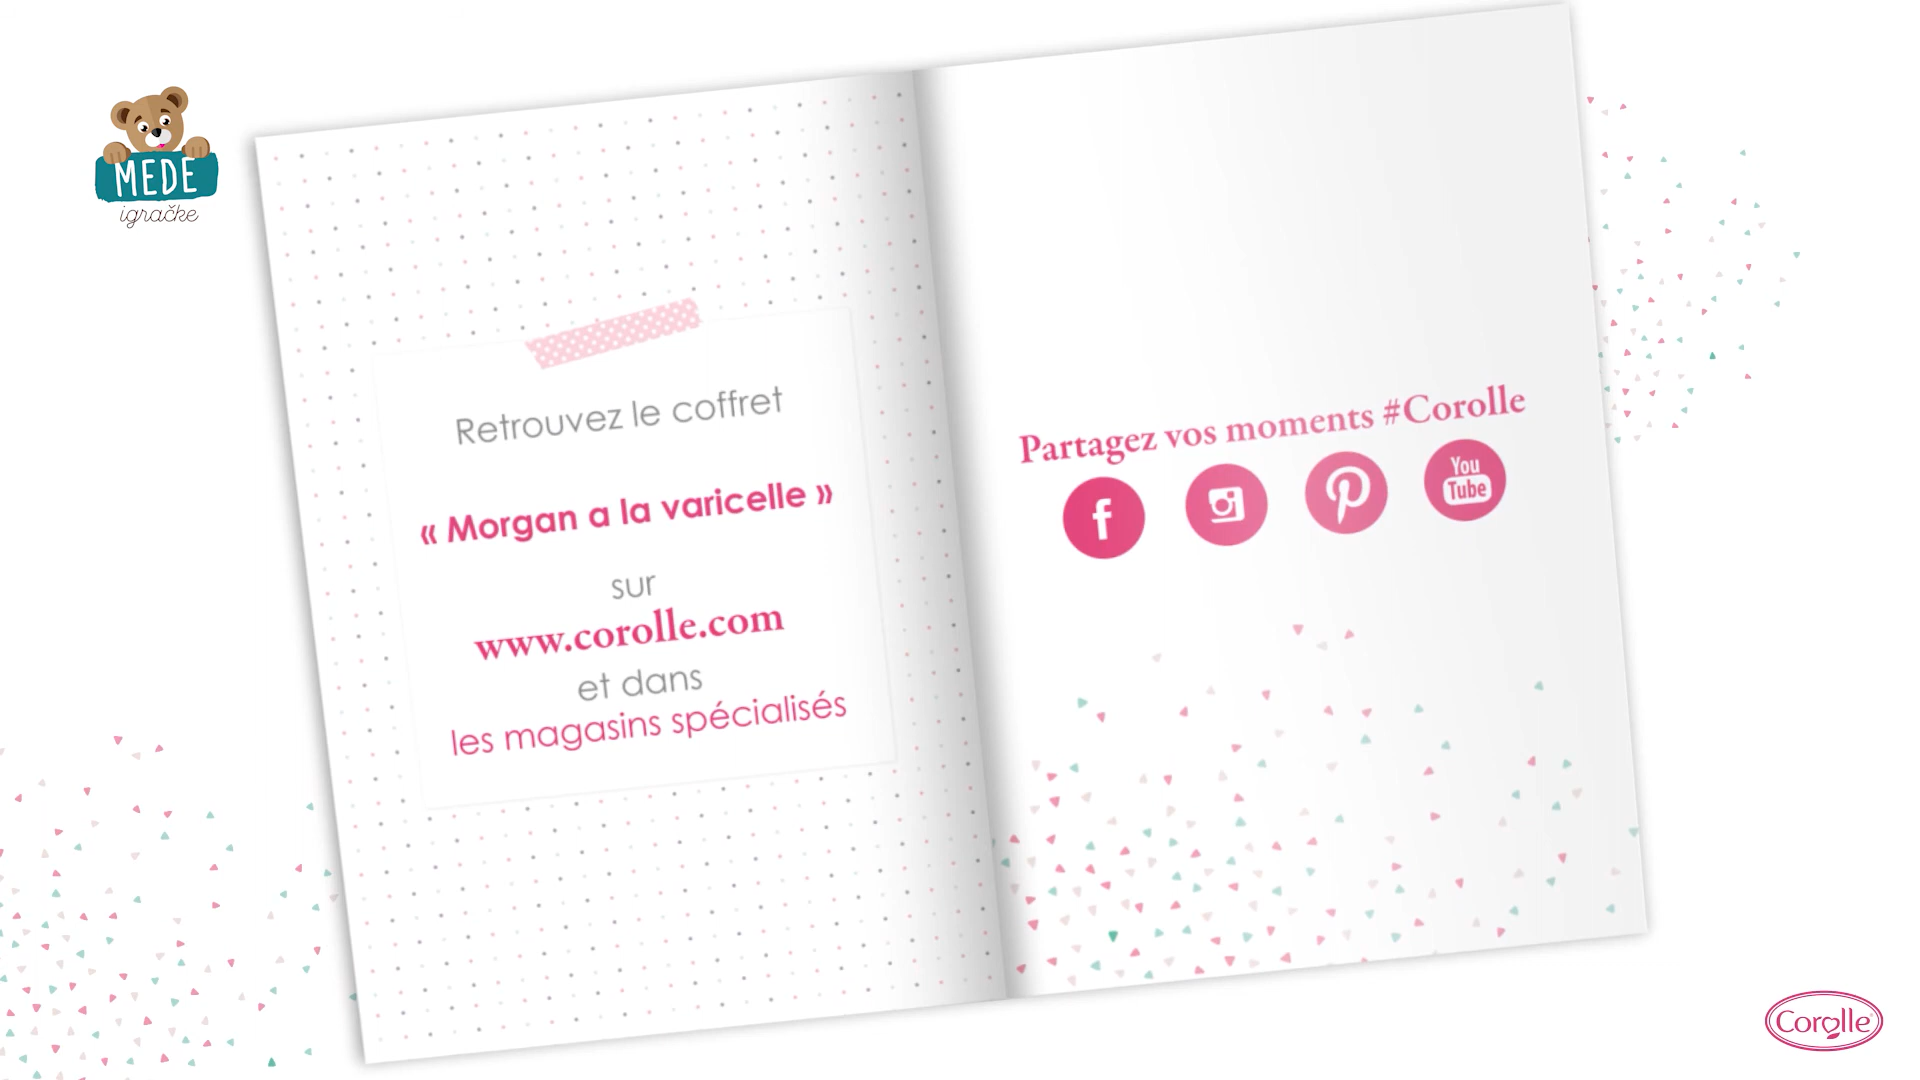 MEDE
igračke
Retrouvez le coffret
« Morgan a la varicelle »
sur
www.corolle.com
et dans
les magasins spécialisés
Partagez vos moments #Corolle
f
You
Tube
Corolle